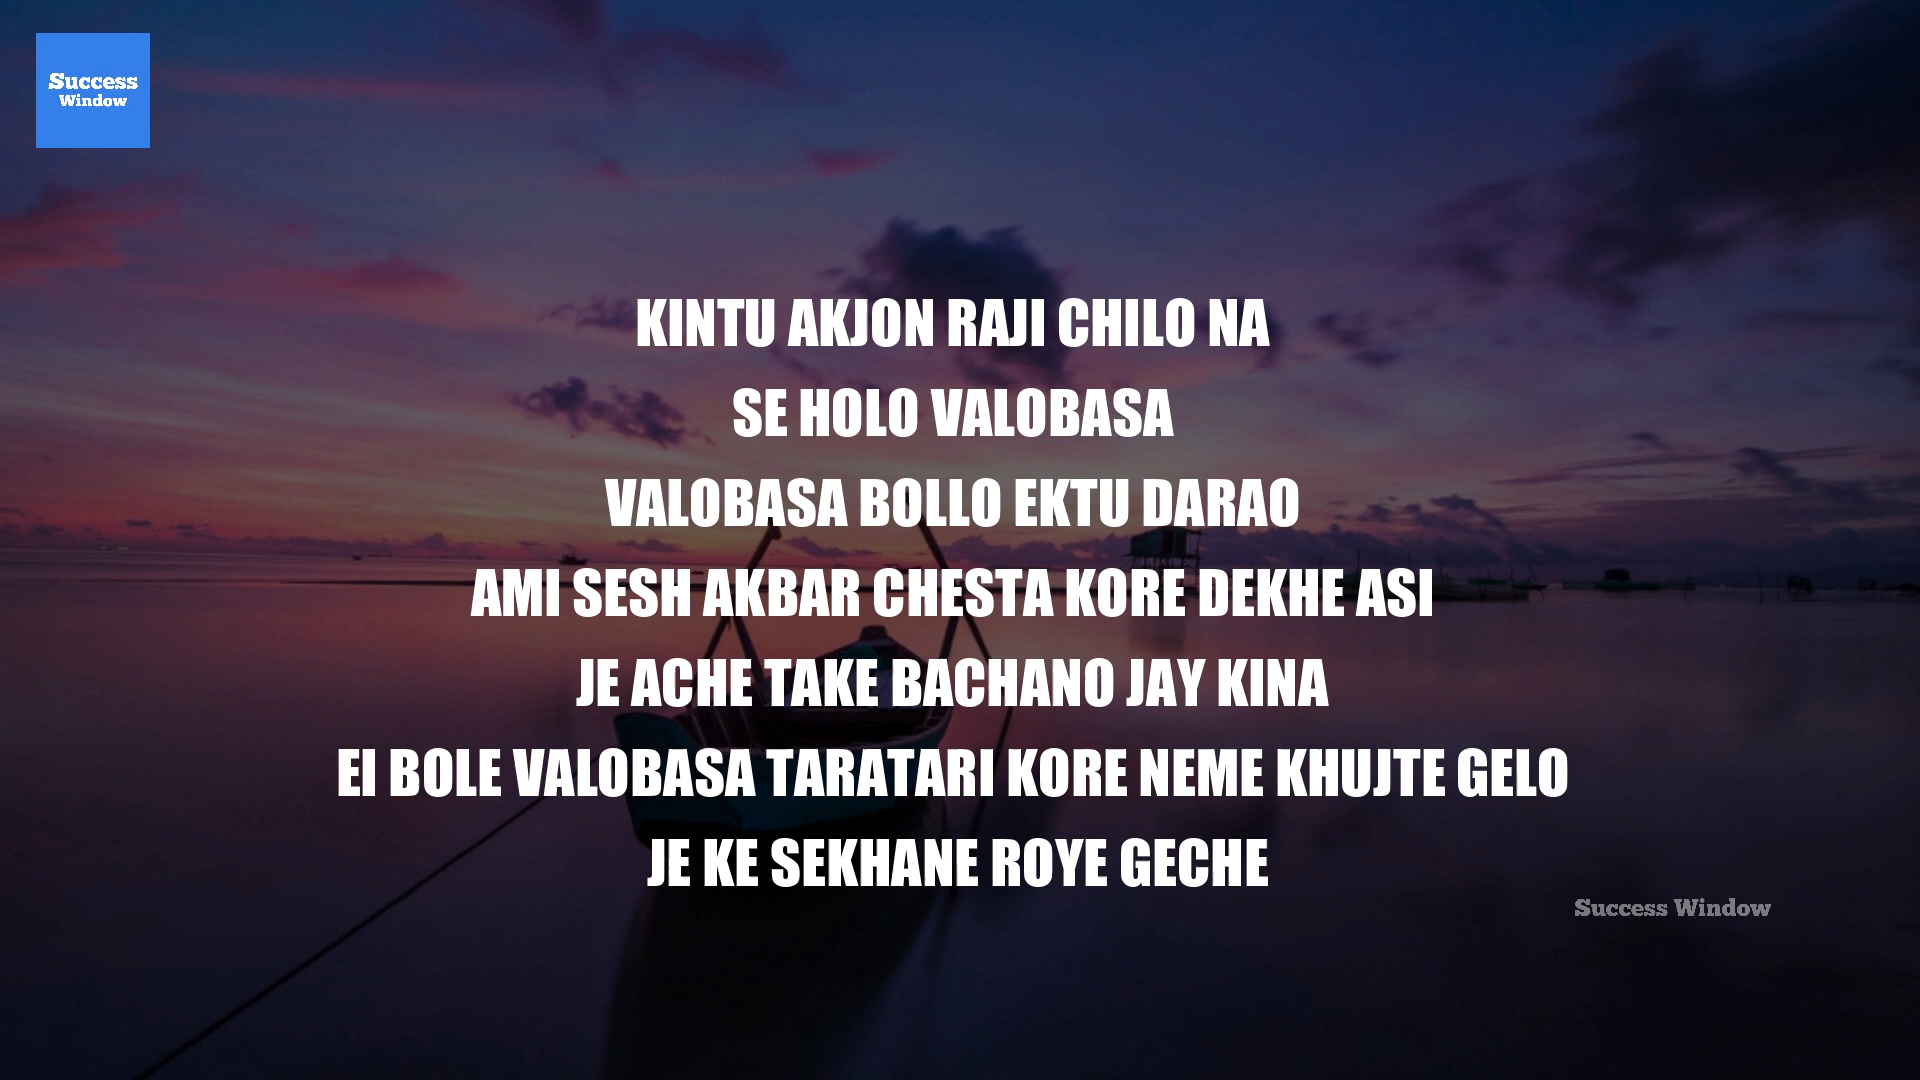 Success
Window
KINTU AKJON RAJI CHILO NA
SE HOLO VALOBASA
VALOBASA BOLLO EKTU DARAO
AMI SESH AKBAR CHESTA KORE DEKHE ASI
JE ACHE TAKE BACHANO JAY KINA
EI BOLE VALOBASA TARATARI KORE NEME KHUJTE GELO
JE KE SEKHANE ROYE GECHE
Success Window